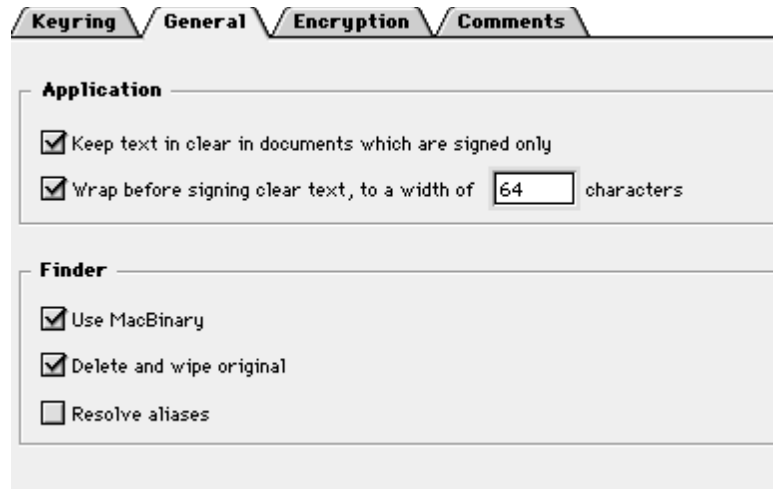 Keyring General Encryption Comments
Application
Keep text in clear in documents which are signed only
Wrap before signing clear text, to a width of 64 characters
Finder
Use MacBinary
Delete and wipe original
Resolve aliases